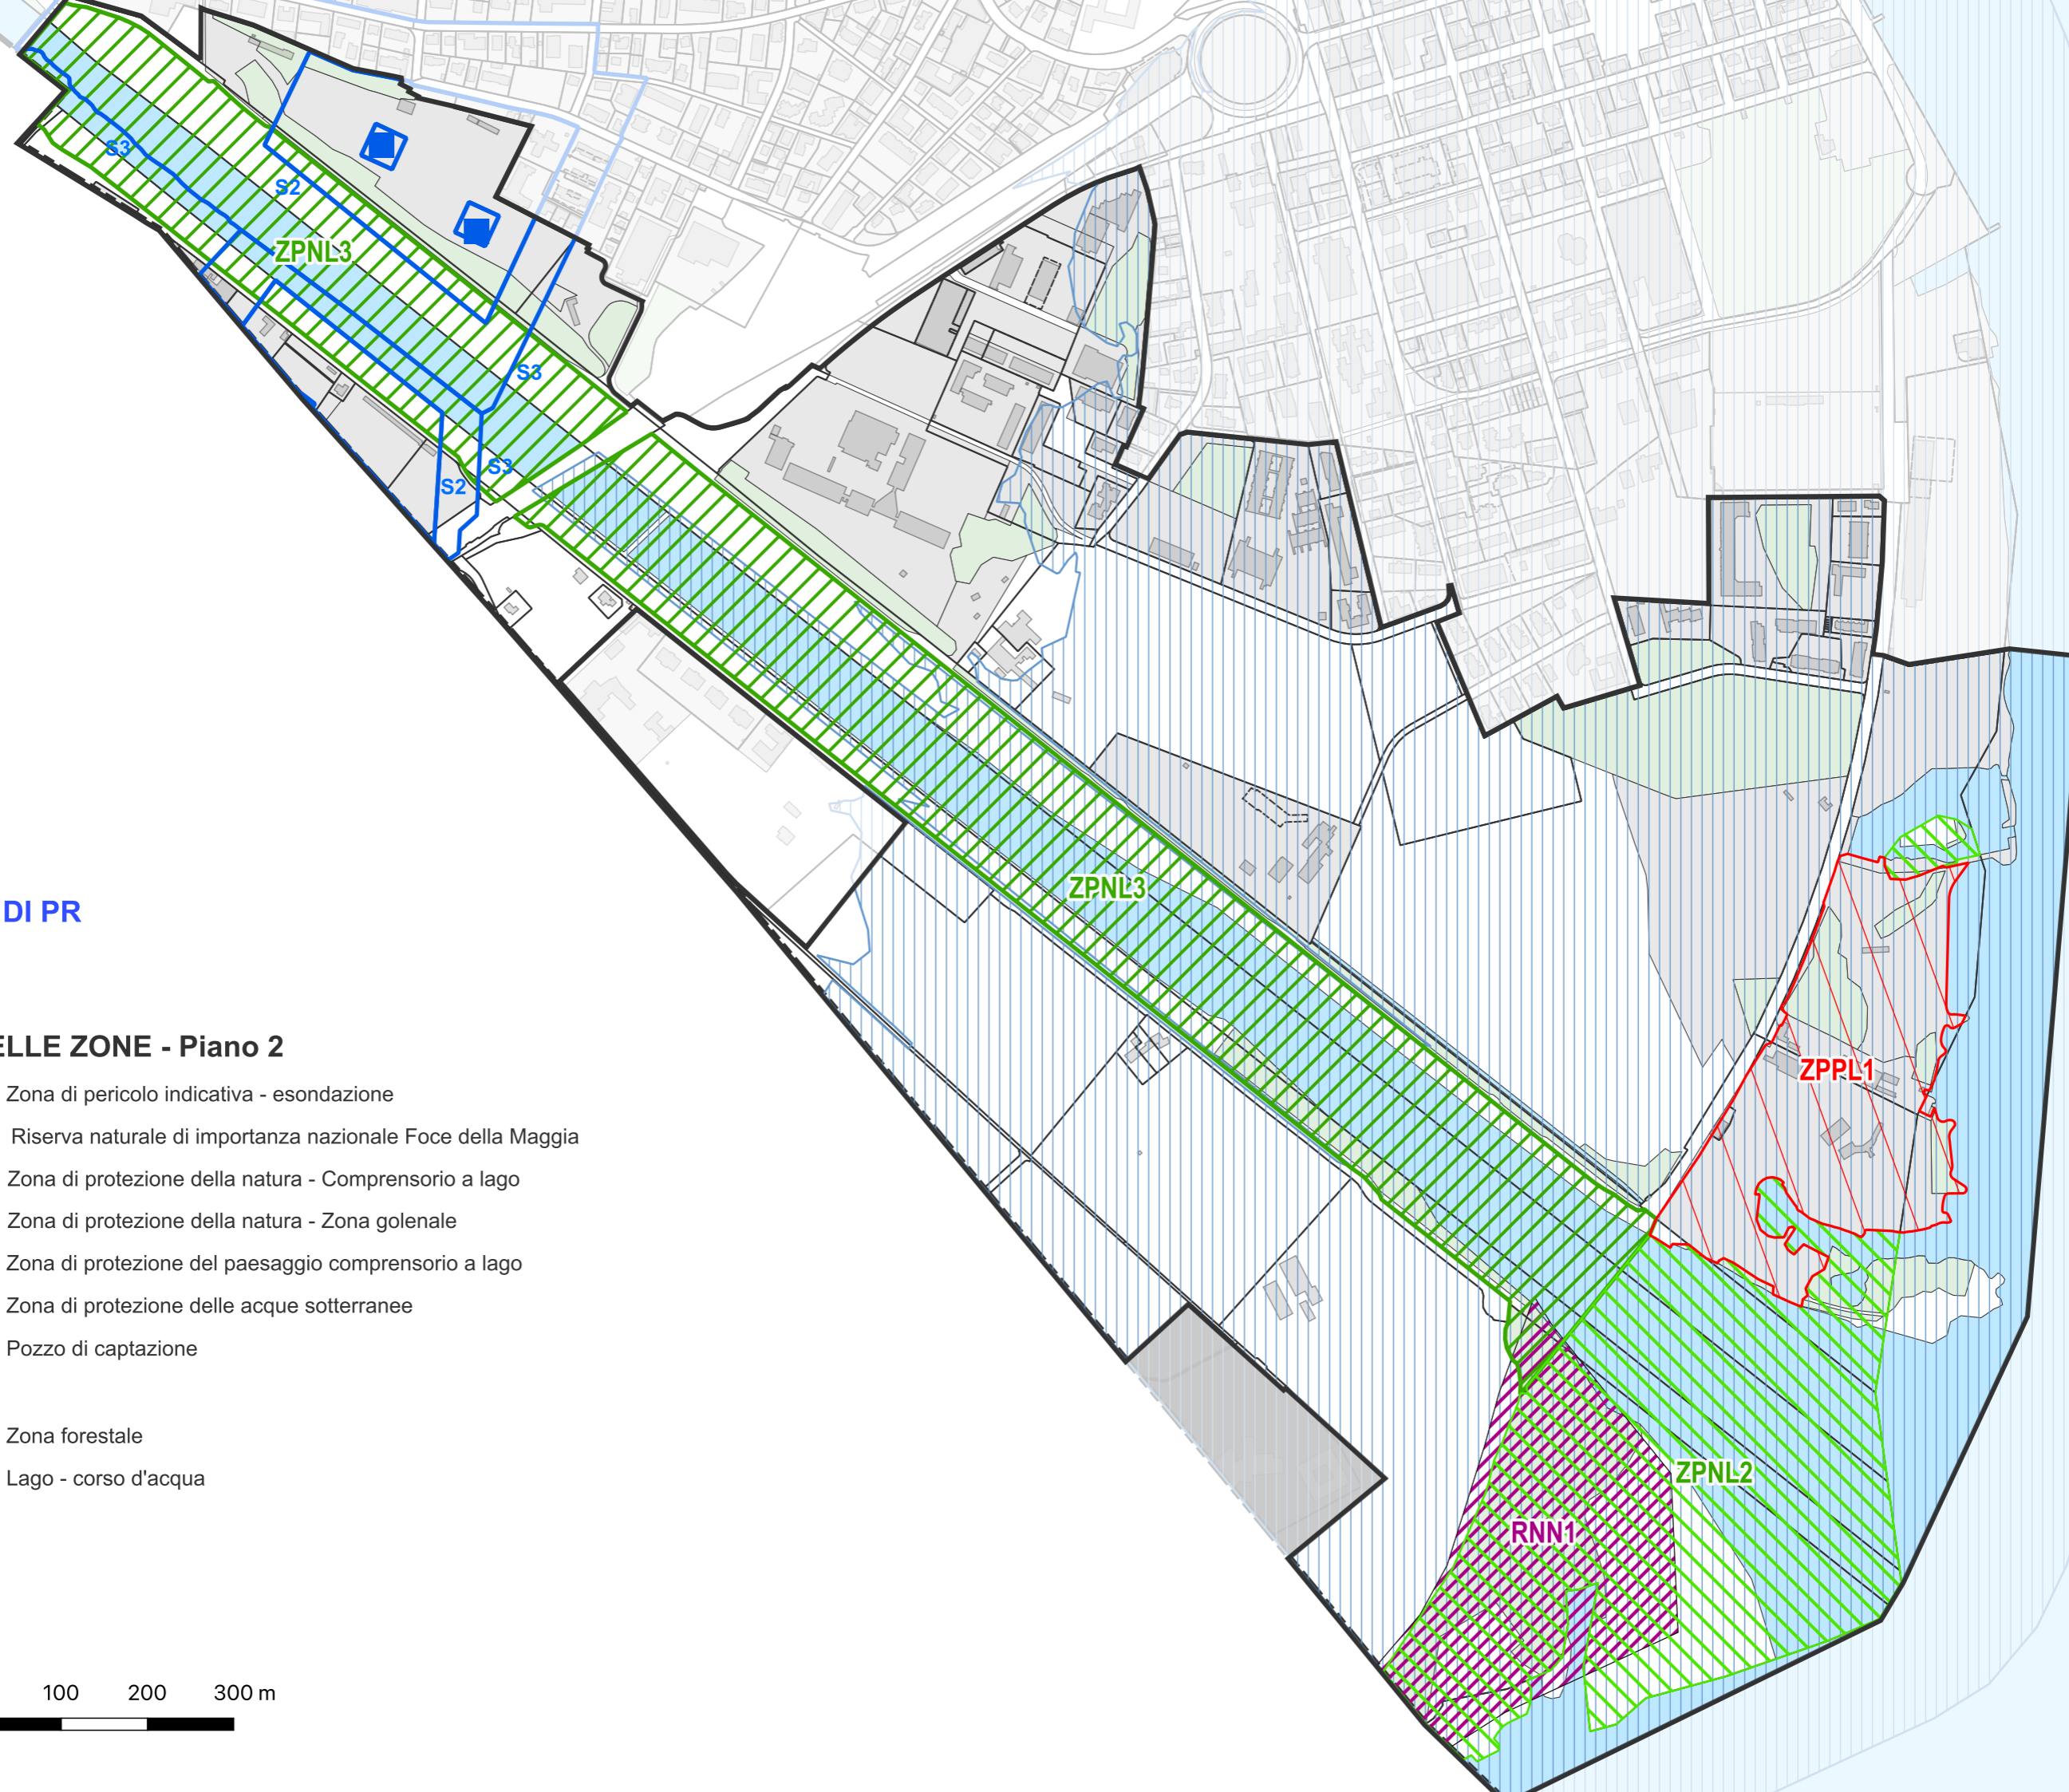 S3
S2
ZPNL3
S3
S3
S2
ZPNL3
DI PR
ELLE ZONE - Piano 2
Zona di pericolo indicativa - esondazione
ZPPL1
Riserva naturale di importanza nazionale Foce della Maggia
Zona di protezione della natura - Comprensorio a lago
Zona di protezione della natura - Zona golenale
Zona di protezione del paesaggio comprensorio a lago
Zona di protezione delle acque sotterranee
Pozzo di captazione
Zona forestale
Lago - corso d'acqua
ZPNL2
RNN1
100 200 300 m